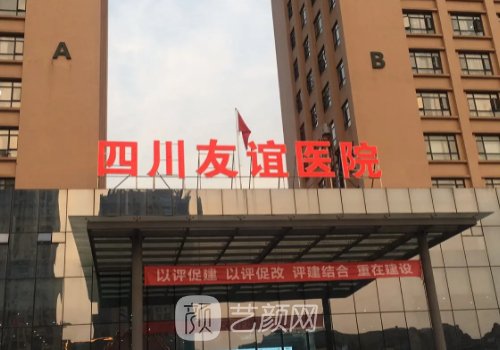 A
B
四川友谊医院
以评促建 以评促改 评建结合 重在建设
颜 艺颜网